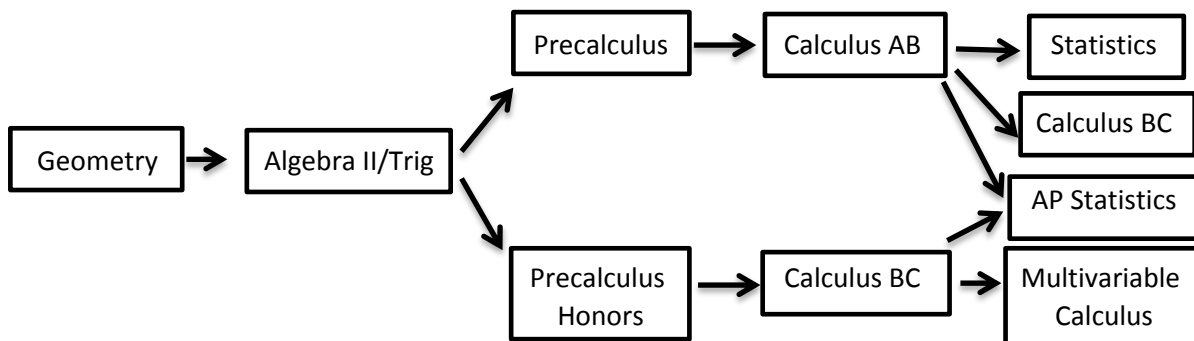 Precalculus
Calculus AB
Statistics
Calculus BC
Geometry
Algebra II/Trig
AP Statistics
Precalculus
Honors
Calculus BC
Multivariable
Calculus